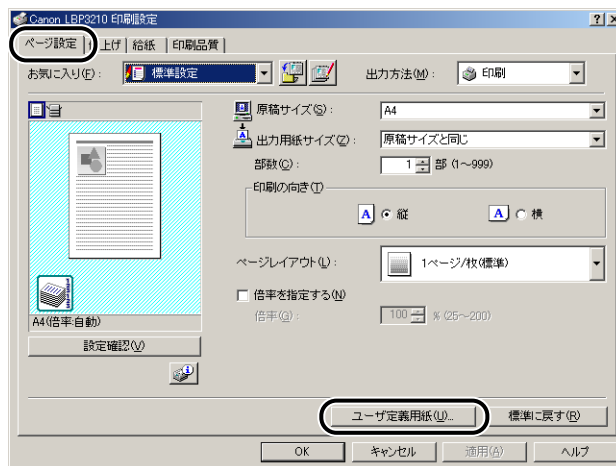 Canon LBP3210 印刷設定
ページ設定 上げ 給紙 印刷品質
お気に入り(F): 標準設定 出力方法(M): 印刷
原稿サイズ(S): A4
出力用紙サイズ(Z): 原稿サイズと同じ
部数(C): 1 部 (1～999)
印刷の向き(T)
A 縦 A 横
ページレイアウト(L): 1ページ/枚(標準)
倍率を指定する(N)
倍率(G): 100 % (25～200)
A4(倍率:自動)
設定確認(V)
ユーザ定義用紙(U)... 標準に戻す(R)
OK キャンセル 適用(A) ヘルプ